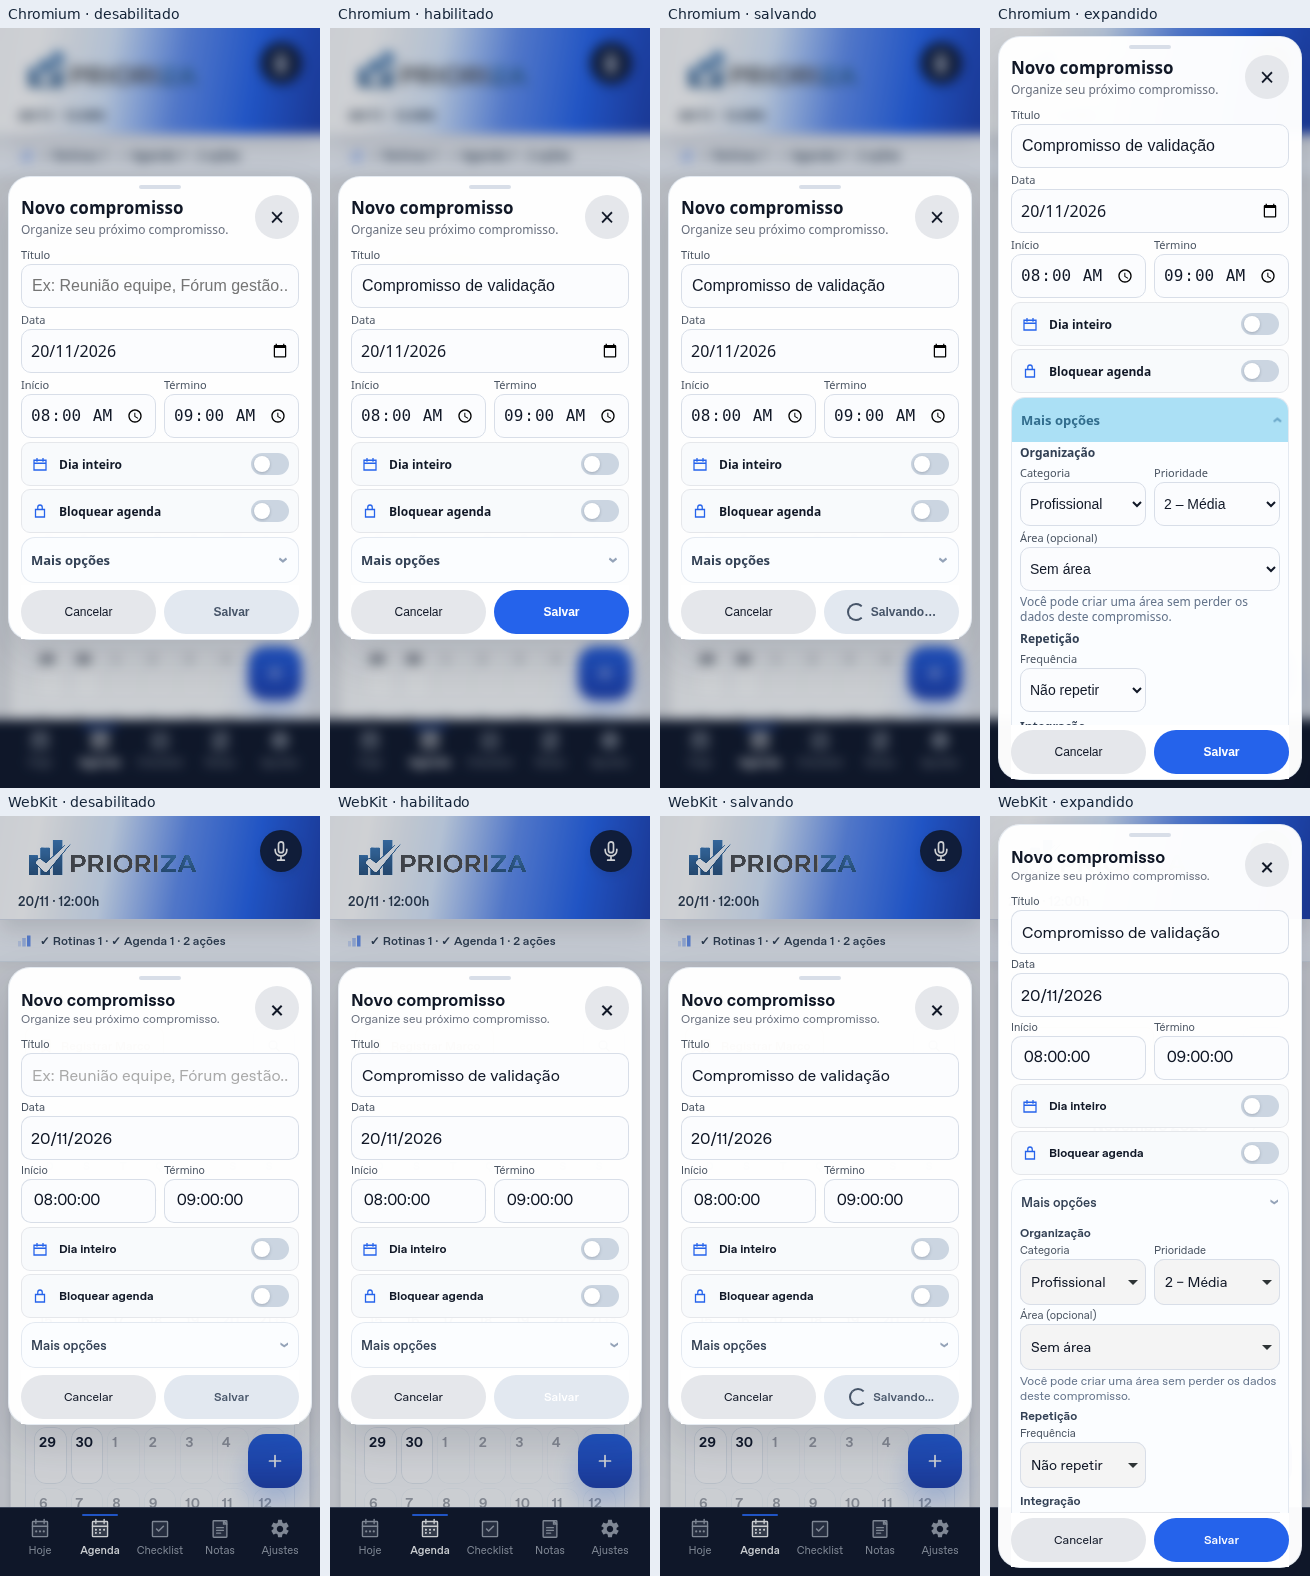 Chromium · desabilitado
Novo compromisso
Organize seu próximo compromisso.
Título
Ex: Reunião equipe, Fórum gestão..
Data
20/11/2026
Início Término
08:00 AM 09:00 AM
Dia inteiro
Bloquear agenda
Mais opções
Cancelar Salvar
Chromium · habilitado
Novo compromisso
Organize seu próximo compromisso.
Título
Compromisso de validação
Data
20/11/2026
Início Término
08:00 AM 09:00 AM
Dia inteiro
Bloquear agenda
Mais opções
Cancelar Salvar
Chromium · salvando
Novo compromisso
Organize seu próximo compromisso.
Título
Compromisso de validação
Data
20/11/2026
Início Término
08:00 AM 09:00 AM
Dia inteiro
Bloquear agenda
Mais opções
Cancelar Salvando...
Chromium · expandido
Novo compromisso
Organize seu próximo compromisso.
Título
Compromisso de validação
Data
20/11/2026
Início Término
08:00 AM 09:00 AM
Dia inteiro
Bloquear agenda
Mais opções
Organização
Categoria Prioridade
Profissional 2 – Média
Área (opcional)
Sem área
Você pode criar uma área sem perder os
dados deste compromisso.
Repetição
Frequência
Não repetir
Integração
Cancelar Salvar
WebKit · desabilitado
PRIORIZA
20/11 · 12:00h
✓ Rotinas 1 · ✓ Agenda 1 · 2 ações
Novo compromisso
Organize seu próximo compromisso.
Título
Ex: Reunião equipe, Fórum gestão..
Data
20/11/2026
Início Término
08:00:00 09:00:00
Dia inteiro
Bloquear agenda
Mais opções
Cancelar Salvar
29 30 1 2 3 4
+
6 7 8 9 10 11 12
Hoje Agenda Checklist Notas Ajustes
WebKit · habilitado
PRIORIZA
20/11 · 12:00h
✓ Rotinas 1 · ✓ Agenda 1 · 2 ações
Novo compromisso
Organize seu próximo compromisso.
Título
Compromisso de validação
Data
20/11/2026
Início Término
08:00:00 09:00:00
Dia inteiro
Bloquear agenda
Mais opções
Cancelar Salvar
29 30 1 2 3 4
+
6 7 8 9 10 11 12
Hoje Agenda Checklist Notas Ajustes
WebKit · salvando
PRIORIZA
20/11 · 12:00h
✓ Rotinas 1 · ✓ Agenda 1 · 2 ações
Novo compromisso
Organize seu próximo compromisso.
Título
Compromisso de validação
Data
20/11/2026
Início Término
08:00:00 09:00:00
Dia inteiro
Bloquear agenda
Mais opções
Cancelar Salvando...
29 30 1 2 3 4
+
6 7 8 9 10 11 12
Hoje Agenda Checklist Notas Ajustes
WebKit · expandido
Novo compromisso
Organize seu próximo compromisso.
Título
Compromisso de validação
Data
20/11/2026
Início Término
08:00:00 09:00:00
Dia inteiro
Bloquear agenda
Mais opções
Organização
Categoria Prioridade
Profissional 2 – Média
Área (opcional)
Sem área
Você pode criar uma área sem perder os dados
deste compromisso.
Repetição
Frequência
Não repetir
Integração
Cancelar Salvar